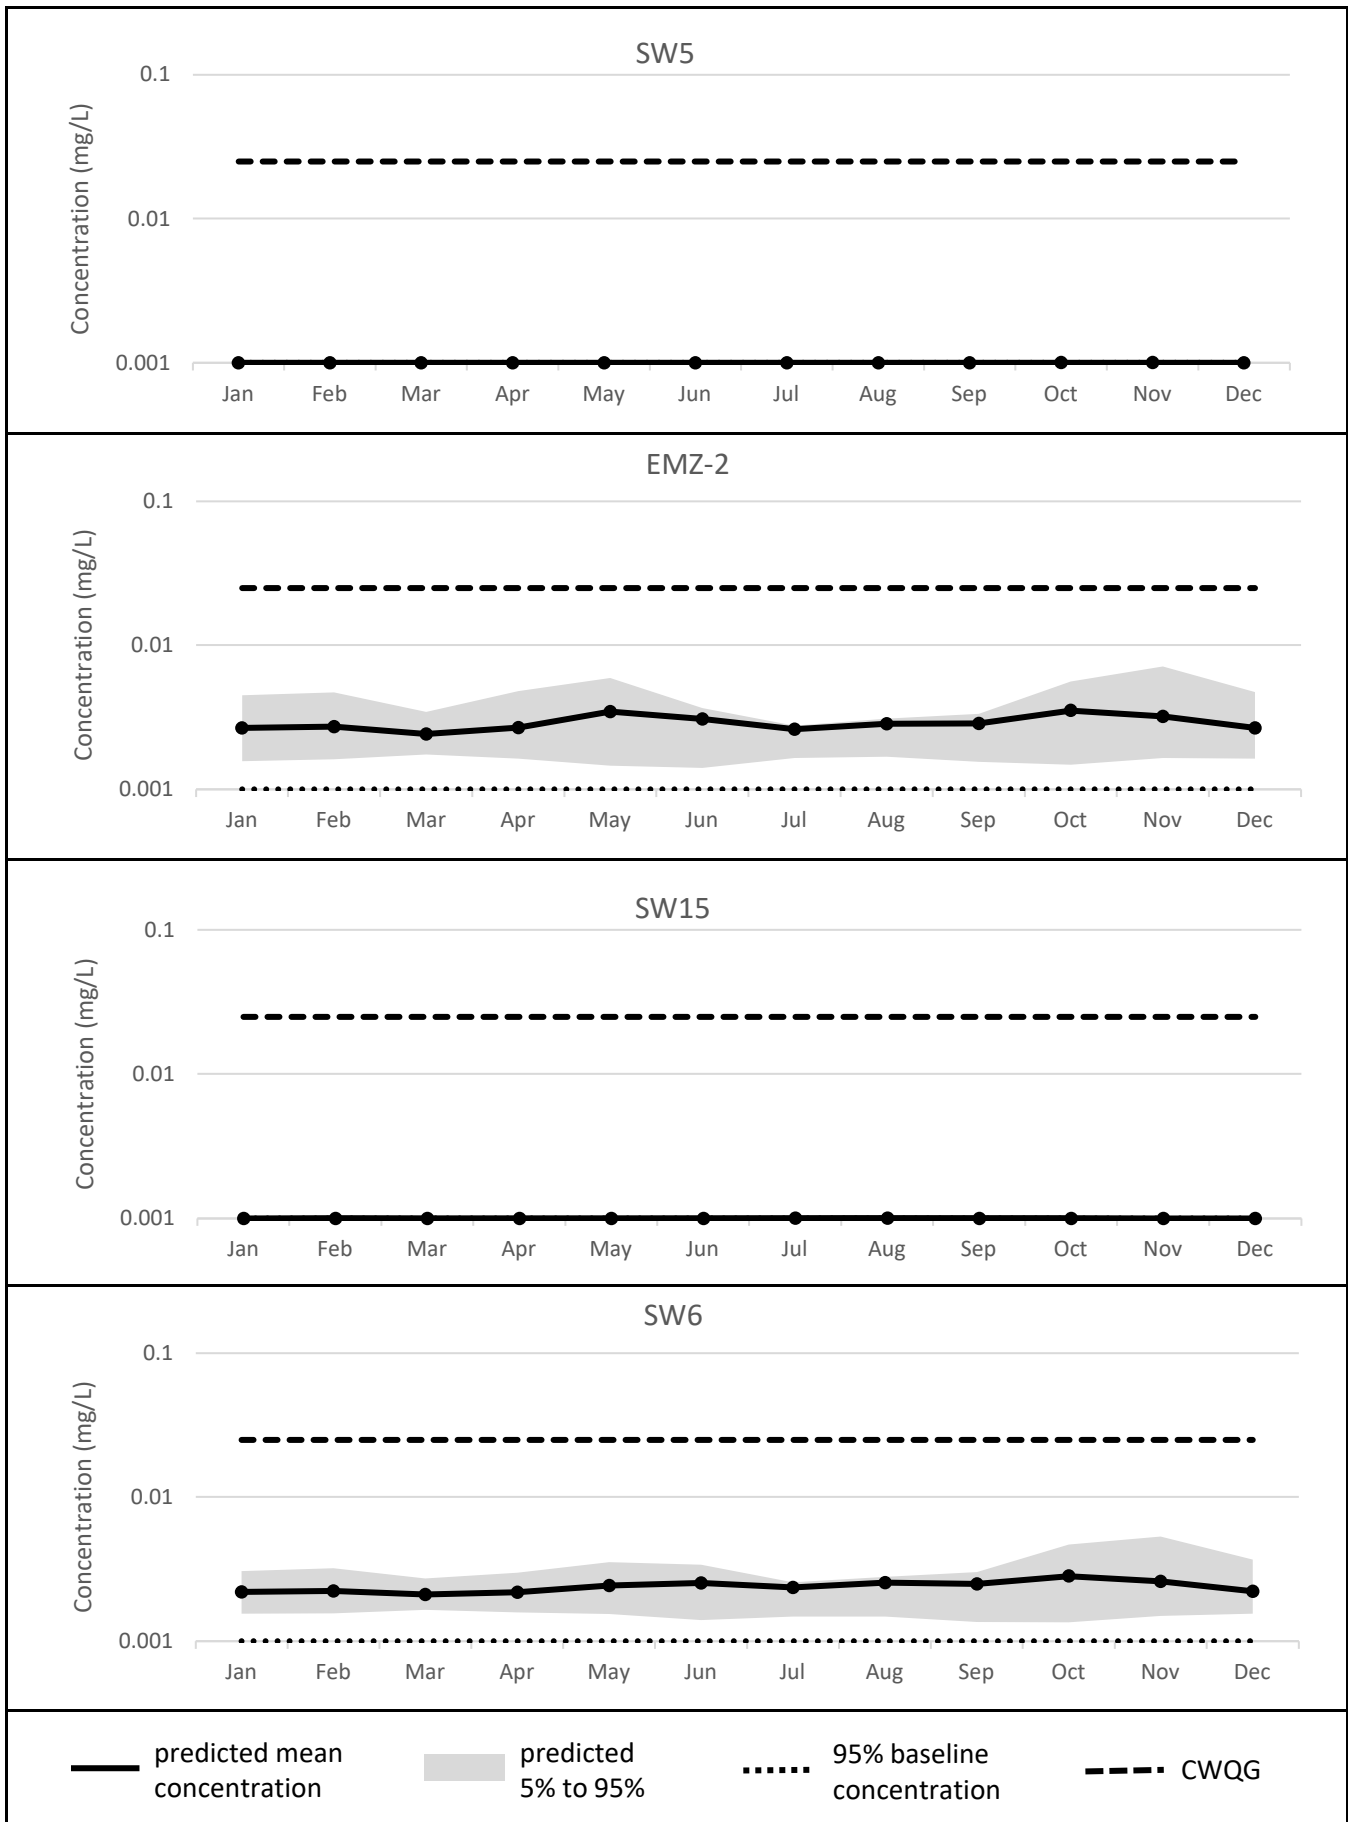 SW5
Concentration (mg/L)
0.1
0.01
0.001
Jan Feb Mar Apr May Jun Jul Aug Sep Oct Nov Dec
EMZ-2
Concentration (mg/L)
0.1
0.01
0.001
Jan Feb Mar Apr May Jun Jul Aug Sep Oct Nov Dec
SW15
Concentration (mg/L)
0.1
0.01
0.001
Jan Feb Mar Apr May Jun Jul Aug Sep Oct Nov Dec
SW6
Concentration (mg/L)
0.1
0.01
0.001
Jan Feb Mar Apr May Jun Jul Aug Sep Oct Nov Dec
predicted mean
concentration
predicted
5% to 95%
95% baseline
concentration
CWQG